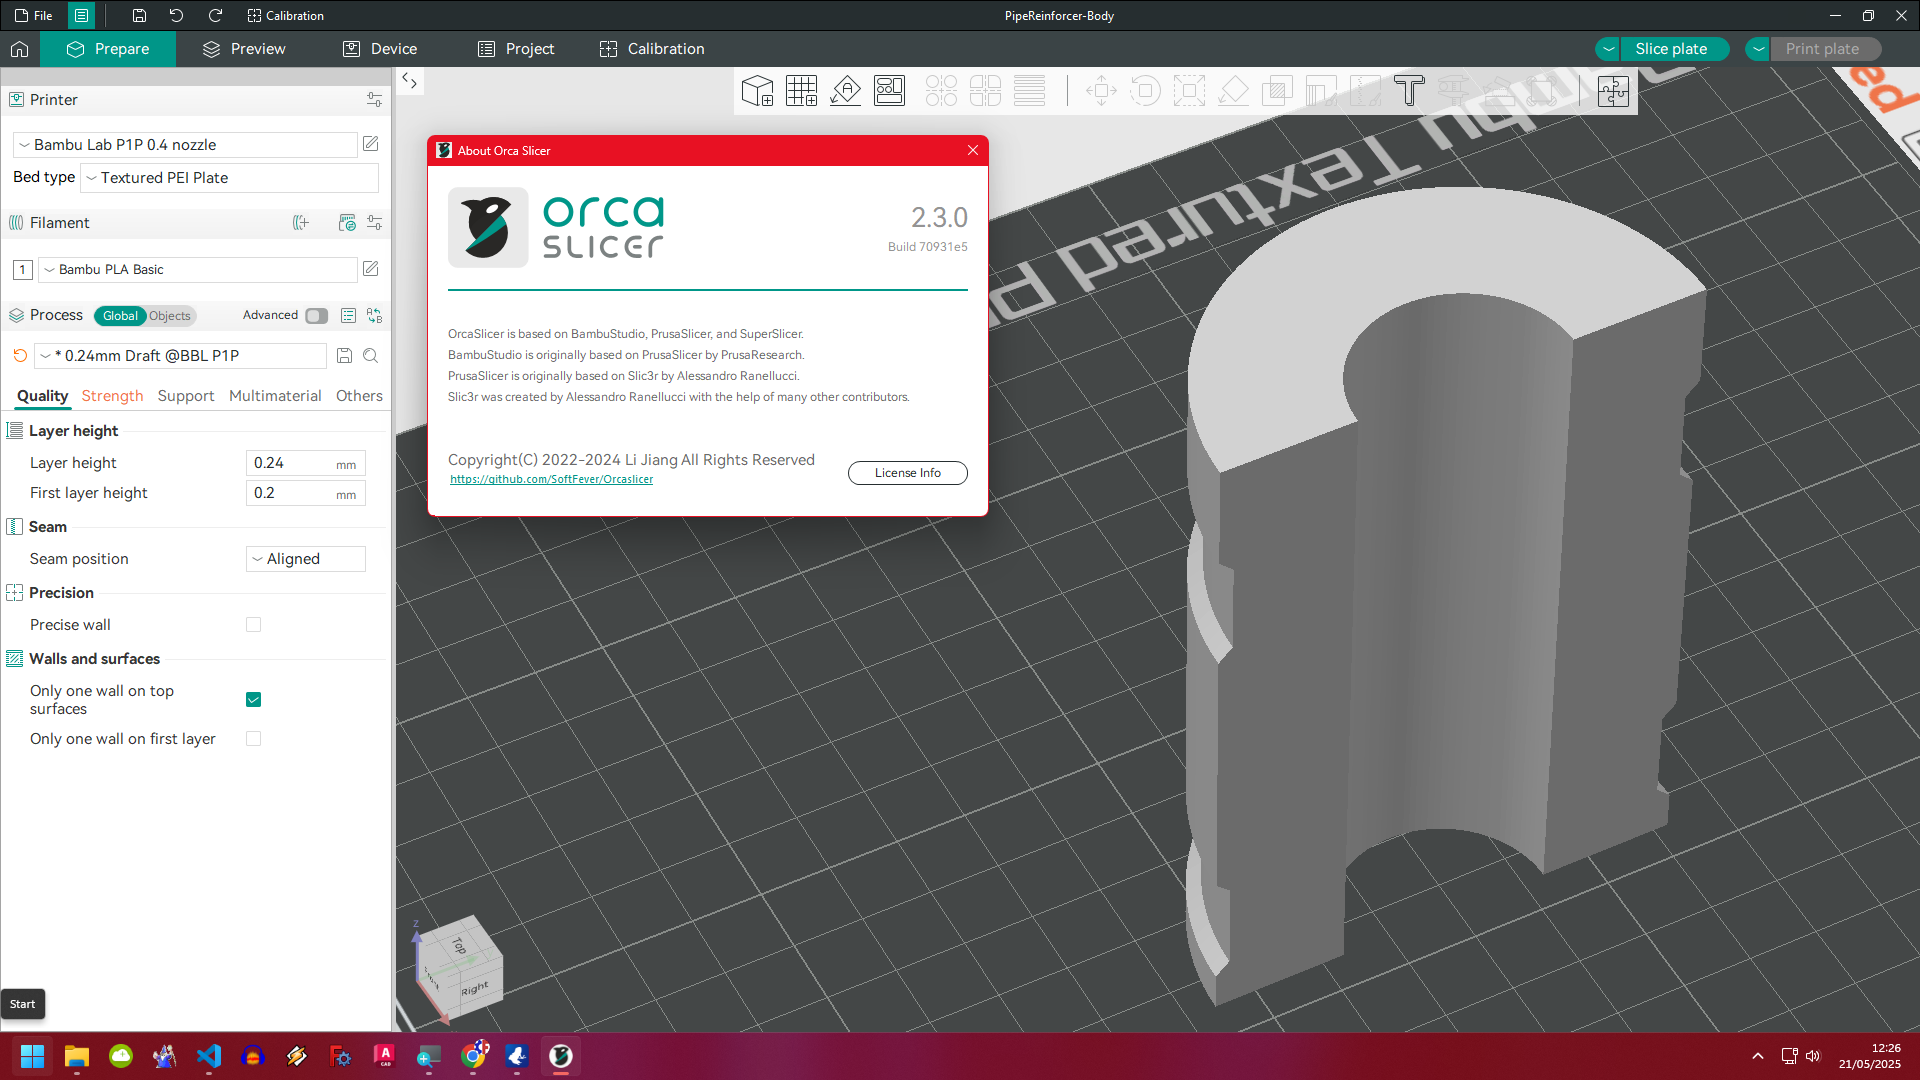 File
Calibration
PipeReinforcer-Body
Prepare
Preview
Device
Project
Calibration
Slice plate
Print plate
Printer
Bambu Lab P1P 0.4 nozzle
Bed type
Textured PEI Plate
Filament
1
Bambu PLA Basic
Process
Global
Objects
Advanced
* 0.24mm Draft @BBL P1P
Quality
Strength
Support
Multimaterial
Others
Layer height
Layer height
0.24
mm
First layer height
0.2
mm
Seam
Seam position
Aligned
Precision
Precise wall
Walls and surfaces
Only one wall on top
surfaces
Only one wall on first layer
Start
About Orca Slicer
orca
SLICER
2.3.0
Build 70931e5
OrcaSlicer is based on BambuStudio, PrusaSlicer, and SuperSlicer.
BambuStudio is originally based on PrusaSlicer by PrusaResearch.
PrusaSlicer is originally based on Slic3r by Alessandro Ranellucci.
Slic3r was created by Alessandro Ranellucci with the help of many other contributors.
Copyright(C) 2022-2024 Li Jiang All Rights Reserved
https://github.com/SoftFever/Orcaslicer
License Info
Textured
Z
Top
Right
12:26
21/05/2025